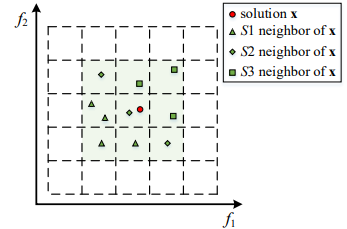 f2
solution x
S1 neighbor of x
S2 neighbor of x
S3 neighbor of x
f1